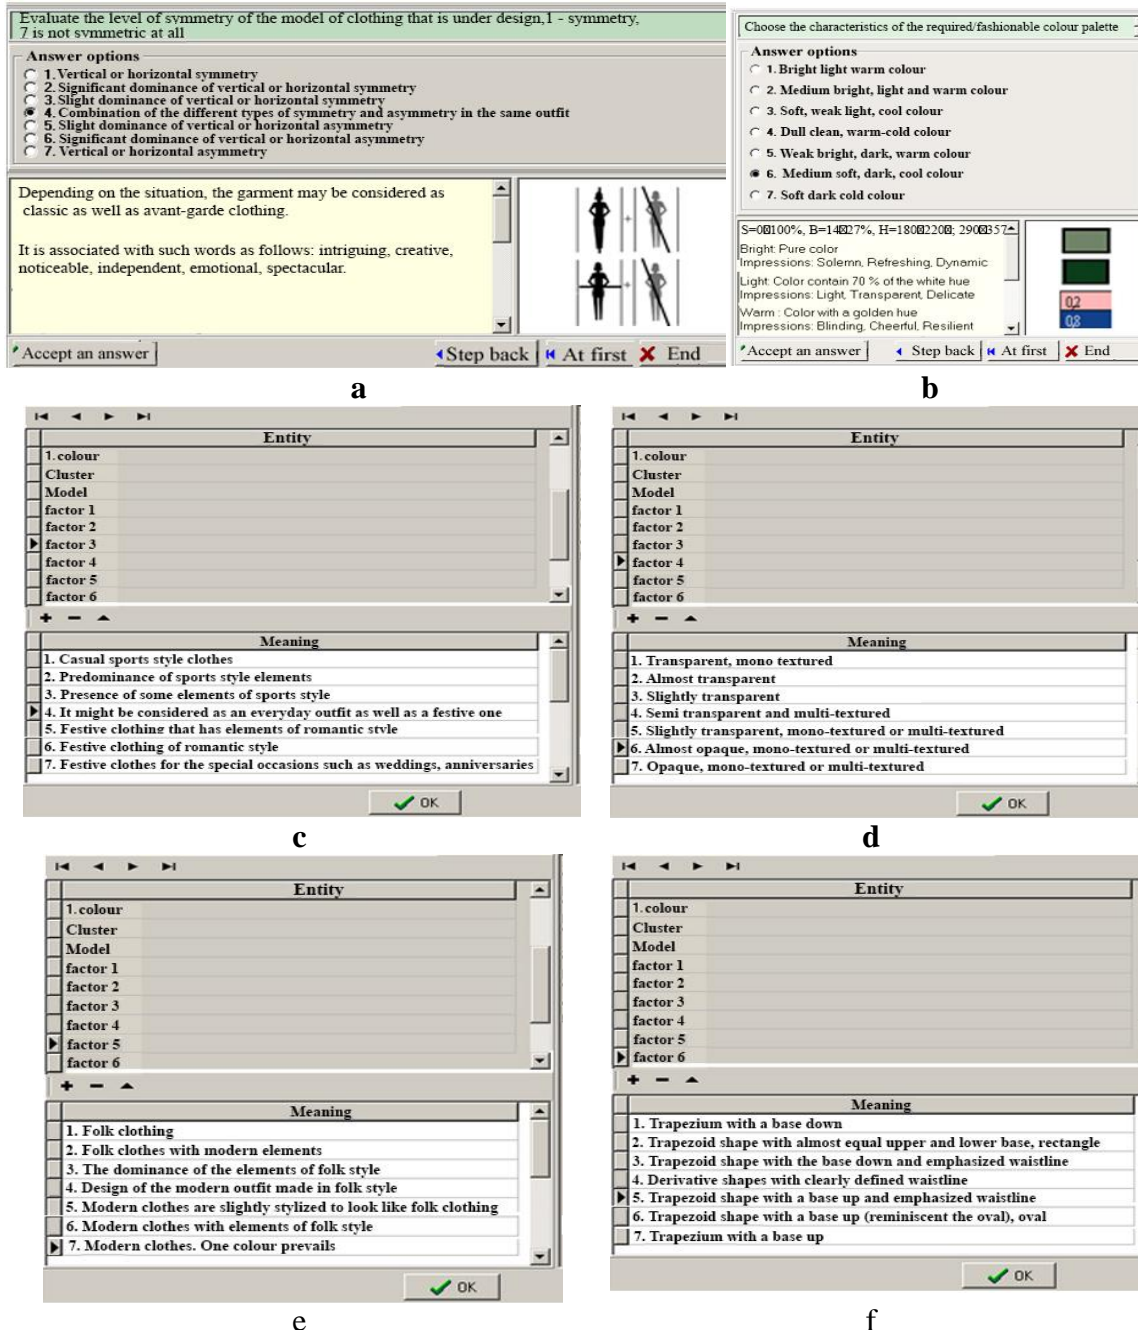 Evaluate the level of symmetry of the model of clothing that is under design,1 - symmetry,
7 is not symmetric at all
Answer options
1. Vertical or horizontal symmetry
2. Significant dominance of vertical or horizontal symmetry
3. Slight dominance of vertical or horizontal symmetry
4. Combination of the different types of symmetry and asymmetry in the same outfit
5. Slight dominance of vertical or horizontal asymmetry
6. Significant dominance of vertical or horizontal asymmetry
7. Vertical or horizontal asymmetry
Depending on the situation, the garment may be considered as
classic as well as avant-garde clothing.
It is associated with such words as follows: intriguing, creative,
noticeable, independent, emotional, spectacular.
Accept an answer
Step back
At first
End
a
Choose the characteristics of the required/fashionable colour palette
Answer options
1. Bright light warm colour
2. Medium bright, light and warm colour
3. Soft, weak light, cool colour
4. Dull clean, warm-cold colour
5. Weak bright, dark, warm colour
6. Medium soft, dark, cool colour
7. Soft dark cold colour
Bright: Pure color
Impressions: Solemn, Refreshing, Dynamic
Light: Color contain 70 % of the white hue
Impressions: Light, Transparent, Delicate
Warm : Color with a golden hue
Impressions: Blinding, Cheerful, Resilient
0,2
0,8
Accept an answer
Step back
At first
End
b
Entity
1. colour
Cluster
Model
factor 1
factor 2
factor 3
factor 4
factor 5
factor 6
Meaning
1. Casual sports style clothes
2. Predominance of sports style elements
3. Presence of some elements of sports style
4. It might be considered as an everyday outfit as well as a festive one
5. Festive clothing that has elements of romantic style
6. Festive clothing of romantic style
7. Festive clothes for the special occasions such as weddings, anniversaries
OK
c
Entity
1. colour
Cluster
Model
factor 1
factor 2
factor 3
factor 4
factor 5
factor 6
Meaning
1. Transparent, mono textured
2. Almost transparent
3. Slightly transparent
4. Semi transparent and multi-textured
5. Slightly transparent, mono-textured or multi-textured
6. Almost opaque, mono-textured or multi-textured
7. Opaque, mono-textured or multi-textured
OK
d
Entity
1. colour
Cluster
Model
factor 1
factor 2
factor 3
factor 4
factor 5
factor 6
Meaning
1. Folk clothing
2. Folk clothes with modern elements
3. The dominance of the elements of folk style
4. Design of the modern outfit made in folk style
5. Modern clothes are slightly stylized to look like folk clothing
6. Modern clothes with elements of folk style
7. Modern clothes. One colour prevails
OK
e
Entity
1. colour
Cluster
Model
factor 1
factor 2
factor 3
factor 4
factor 5
factor 6
Meaning
1. Trapezium with a base down
2. Trapezoid shape with almost equal upper and lower base, rectangle
3. Trapezoid shape with the base down and emphasized waistline
4. Derivative shapes with clearly defined waistline
5. Trapezoid shape with a base up and emphasized waistline
6. Trapezoid shape with a base up (reminiscent the oval), oval
7. Trapezium with a base up
OK
f